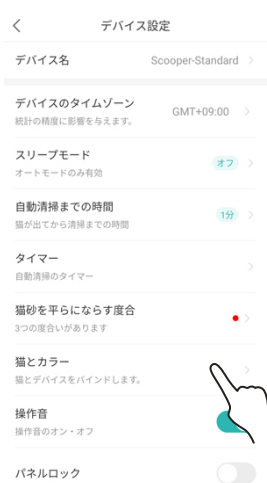 デバイス設定
デバイス名 Scooper-Standard
デバイスのタイムゾーン GMT+09:00
統計の精度に影響を与えます。
スリープモード オフ
オートモードのみ有効
自動清掃までの時間 1分
猫が出てから清掃までの時間
タイマー
自動清掃のタイマー
猫砂を平らにならす度合
3つの度合いがあります
猫とカラー
猫とデバイスをバインドします。
操作音
操作音のオン・オフ
パネルロック